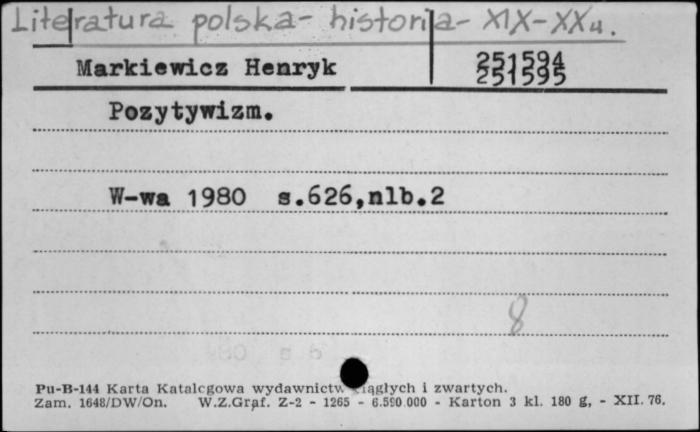 Literatura polska - historia - XIX-XX w.
Markiewicz Henryk
251594
251595
Pozytywizm.
W-wa 1980 s.626,nlb.2
8
Pu-B-144 Karta Katalogowa wydawnictw ciągłych i zwartych.
Zam. 1648/DW/On. W.Z.Graf. Z-2 - 1265 - 6.590.000 - Karton 3 kl. 180 g, - XII. 76.